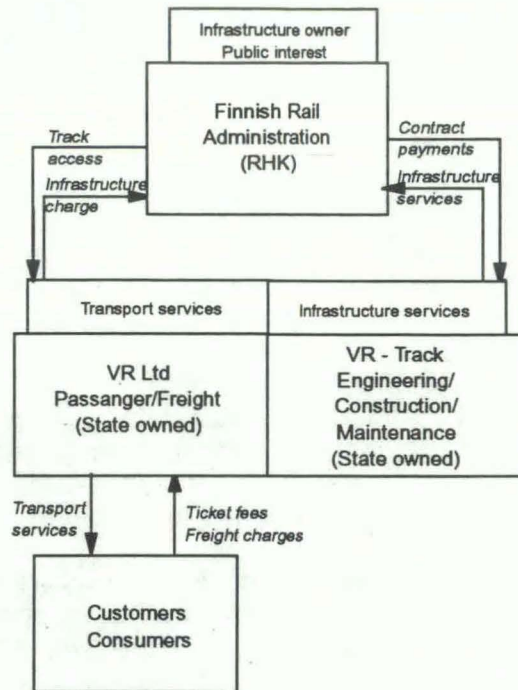 Infrastructure owner
Public interest
Finnish Rail
Administration
(RHK)
Track
access
Infrastructure
charge
Contract
payments
Infrastructure
services
Transport services
Infrastructure services
VR Ltd
Passanger/Freight
(State owned)
VR - Track
Engineering/
Construction/
Maintenance
(State owned)
Transport
services
Ticket fees
Freight charges
Customers
Consumers